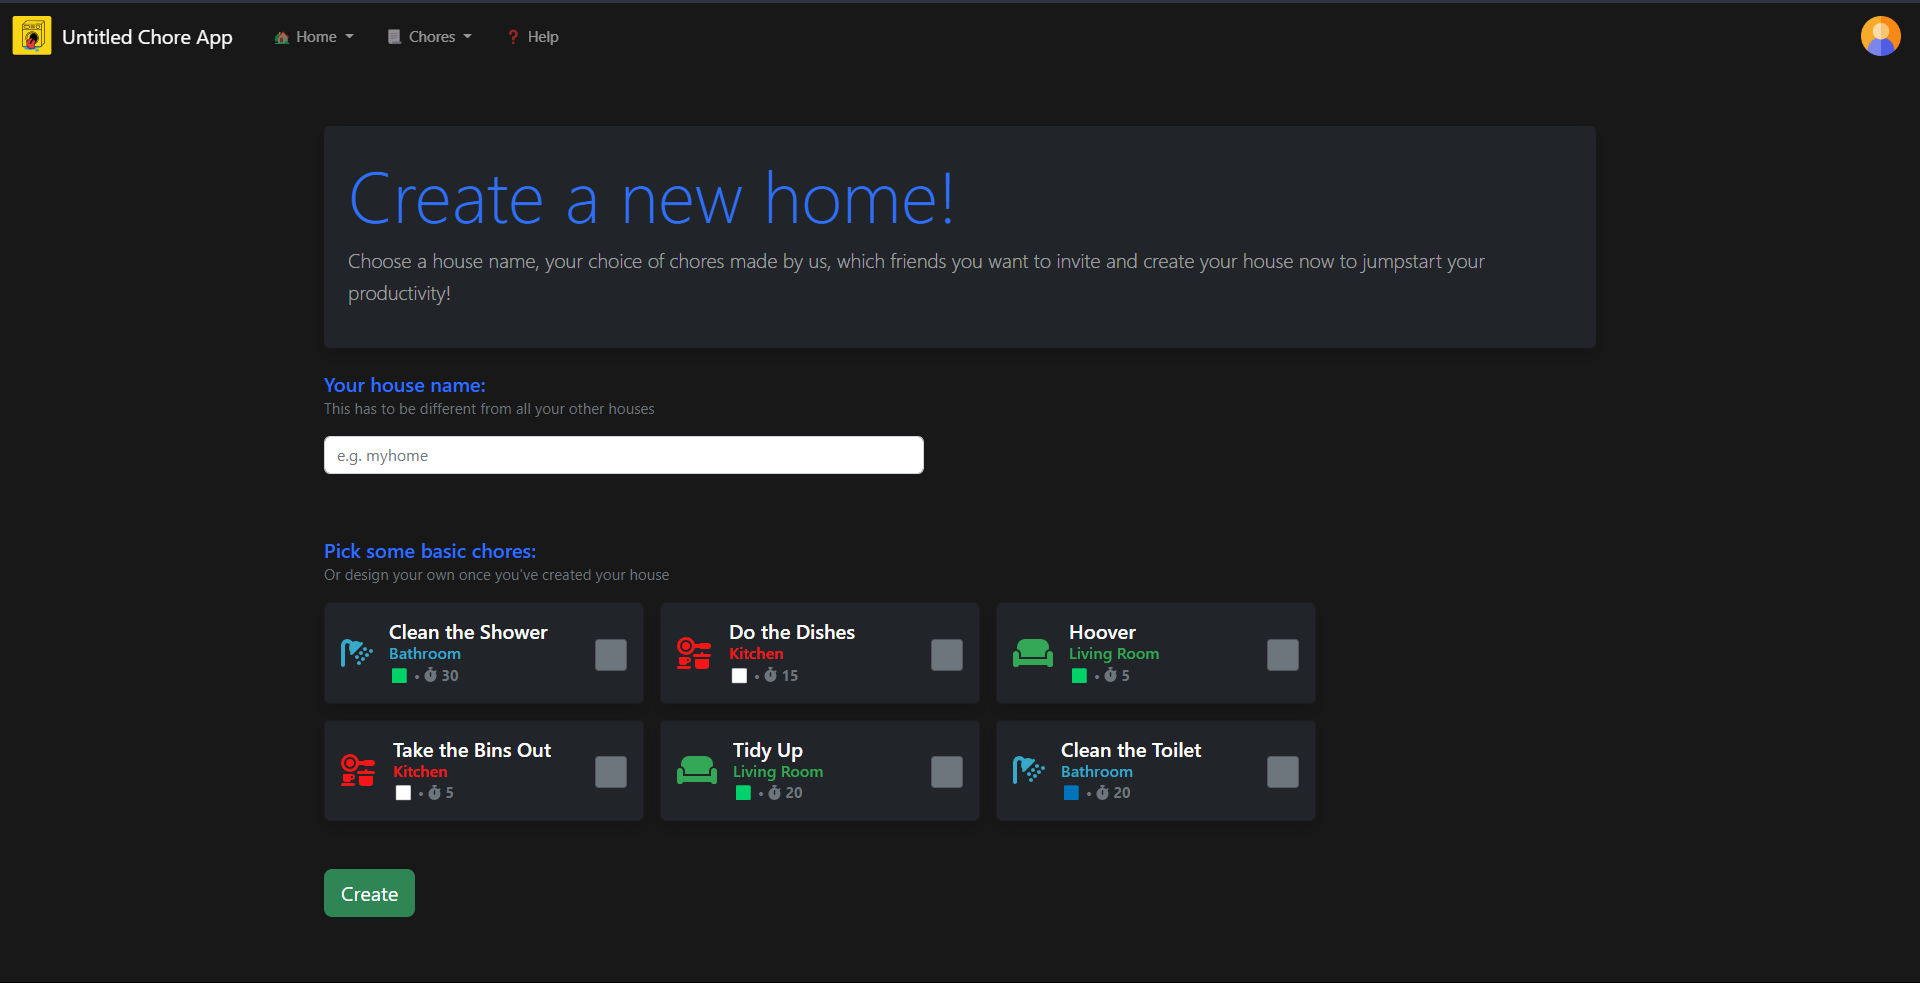 Untitled Chore App
Home
Chores
Help
Create a new home!
Choose a house name, your choice of chores made by us, which friends you want to invite and create your house now to jumpstart your
productivity!
Your house name:
This has to be different from all your other houses
e.g. myhome
Pick some basic chores:
Or design your own once you've created your house
Clean the Shower
Bathroom
• 30
Do the Dishes
Kitchen
• 15
Hoover
Living Room
• 5
Take the Bins Out
Kitchen
• 5
Tidy Up
Living Room
• 20
Clean the Toilet
Bathroom
• 20
Create